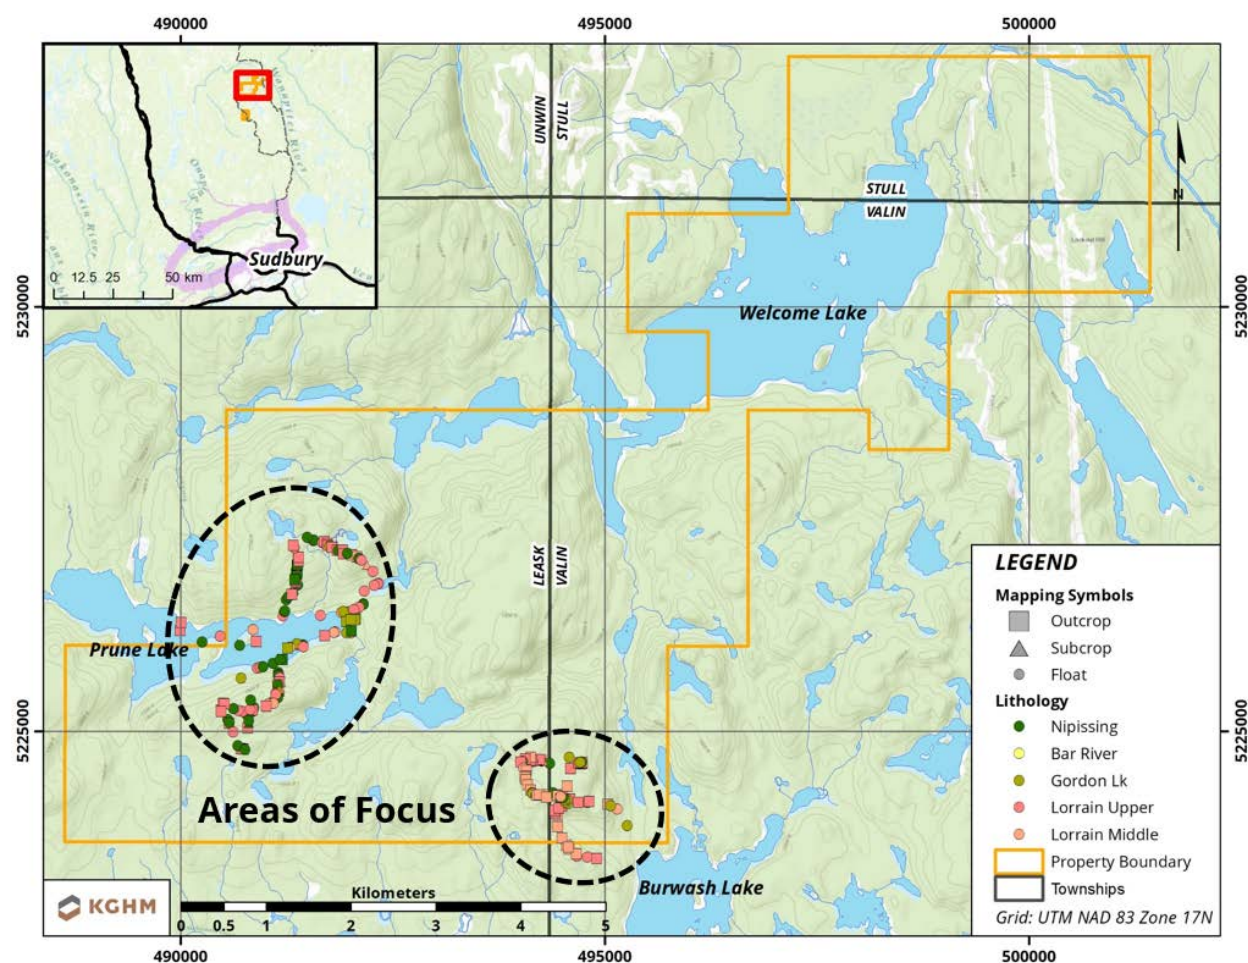 490000
495000
500000
Sudbury
0 12.5 25 50 km
UNWIN
STULL
STULL
VALIN
N
5230000
5230000
Welcome Lake
LEASK
VALIN
Prune Lake
5225000
5225000
Areas of Focus
Burwash Lake
LEGEND
Mapping Symbols
Outcrop
Subcrop
Float
Lithology
Nipissing
Bar River
Gordon Lk
Lorrain Upper
Lorrain Middle
Property Boundary
Townships
Grid: UTM NAD 83 Zone 17N
KGHM
Kilometers
0 0.5 1 2 3 4 5
490000
495000
500000